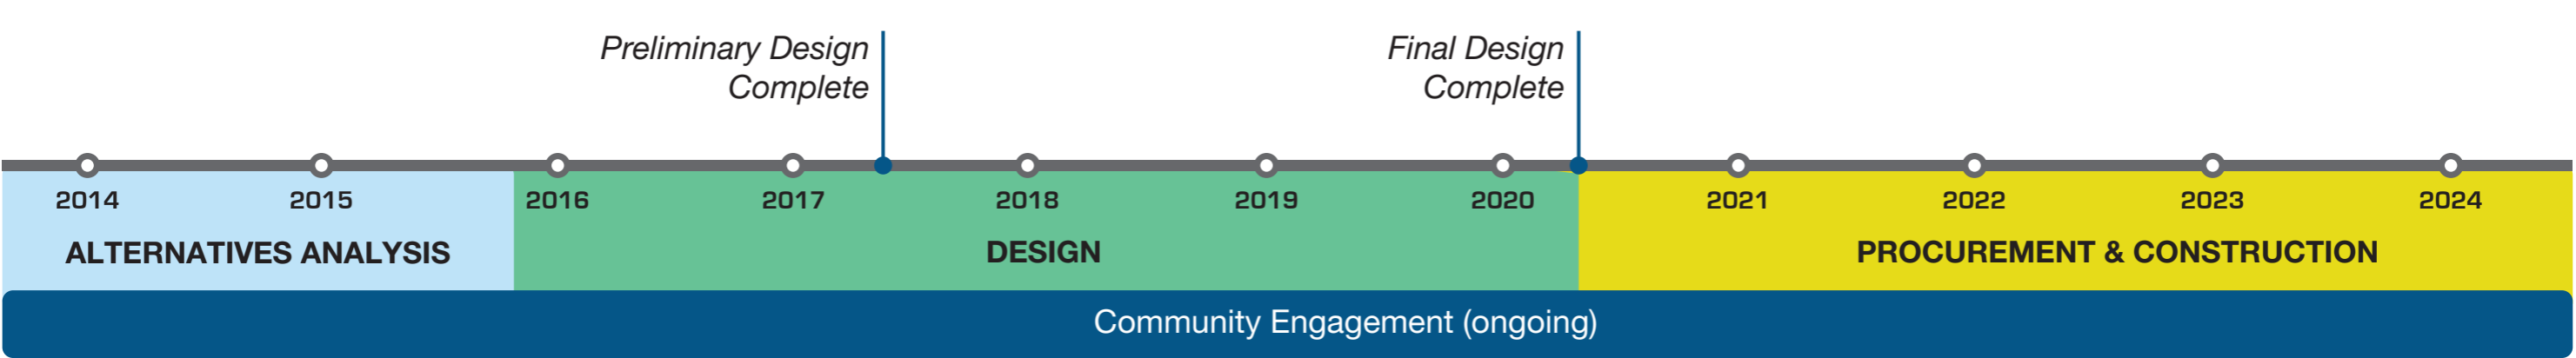 Preliminary Design
Complete
Final Design
Complete
2014 2015 2016 2017 2018 2019 2020 2021 2022 2023 2024
ALTERNATIVES ANALYSIS DESIGN PROCUREMENT & CONSTRUCTION
Community Engagement (ongoing)